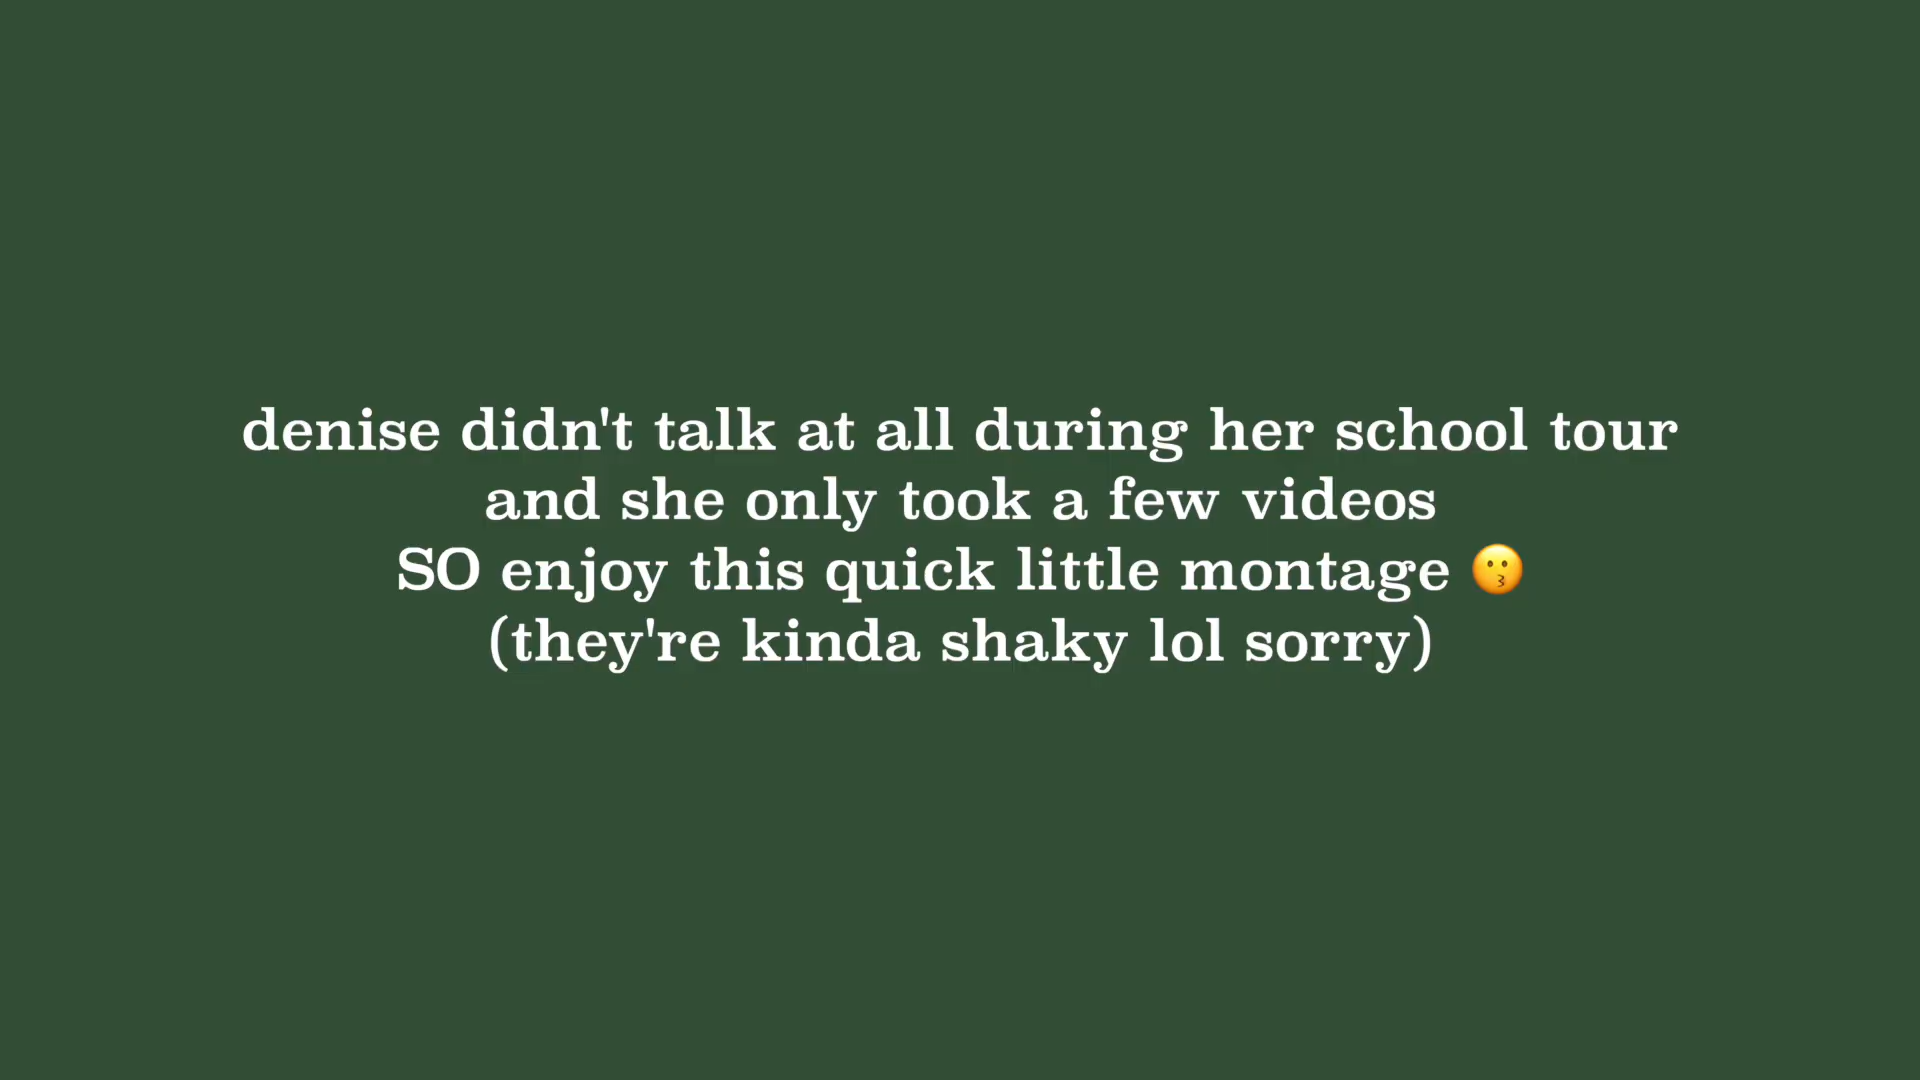 denise didn't talk at all during her school tour
and she only took a few videos
SO enjoy this quick little montage 😗
(they're kinda shaky lol sorry)